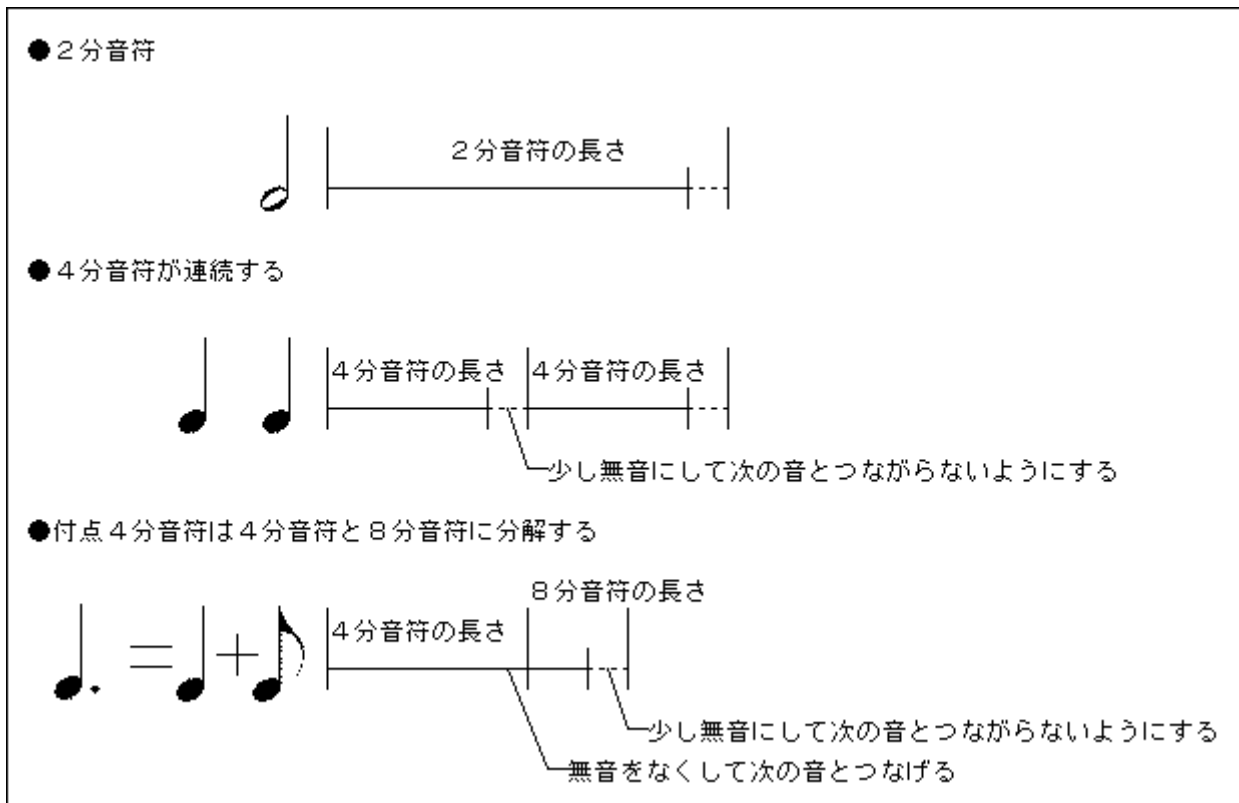 ●２分音符
２分音符の長さ
●４分音符が連続する
４分音符の長さ ４分音符の長さ
少し無音にして次の音とつながらないようにする
●付点４分音符は４分音符と８分音符に分解する
８分音符の長さ
４分音符の長さ
少し無音にして次の音とつながらないようにする
無音をなくして次の音とつなげる